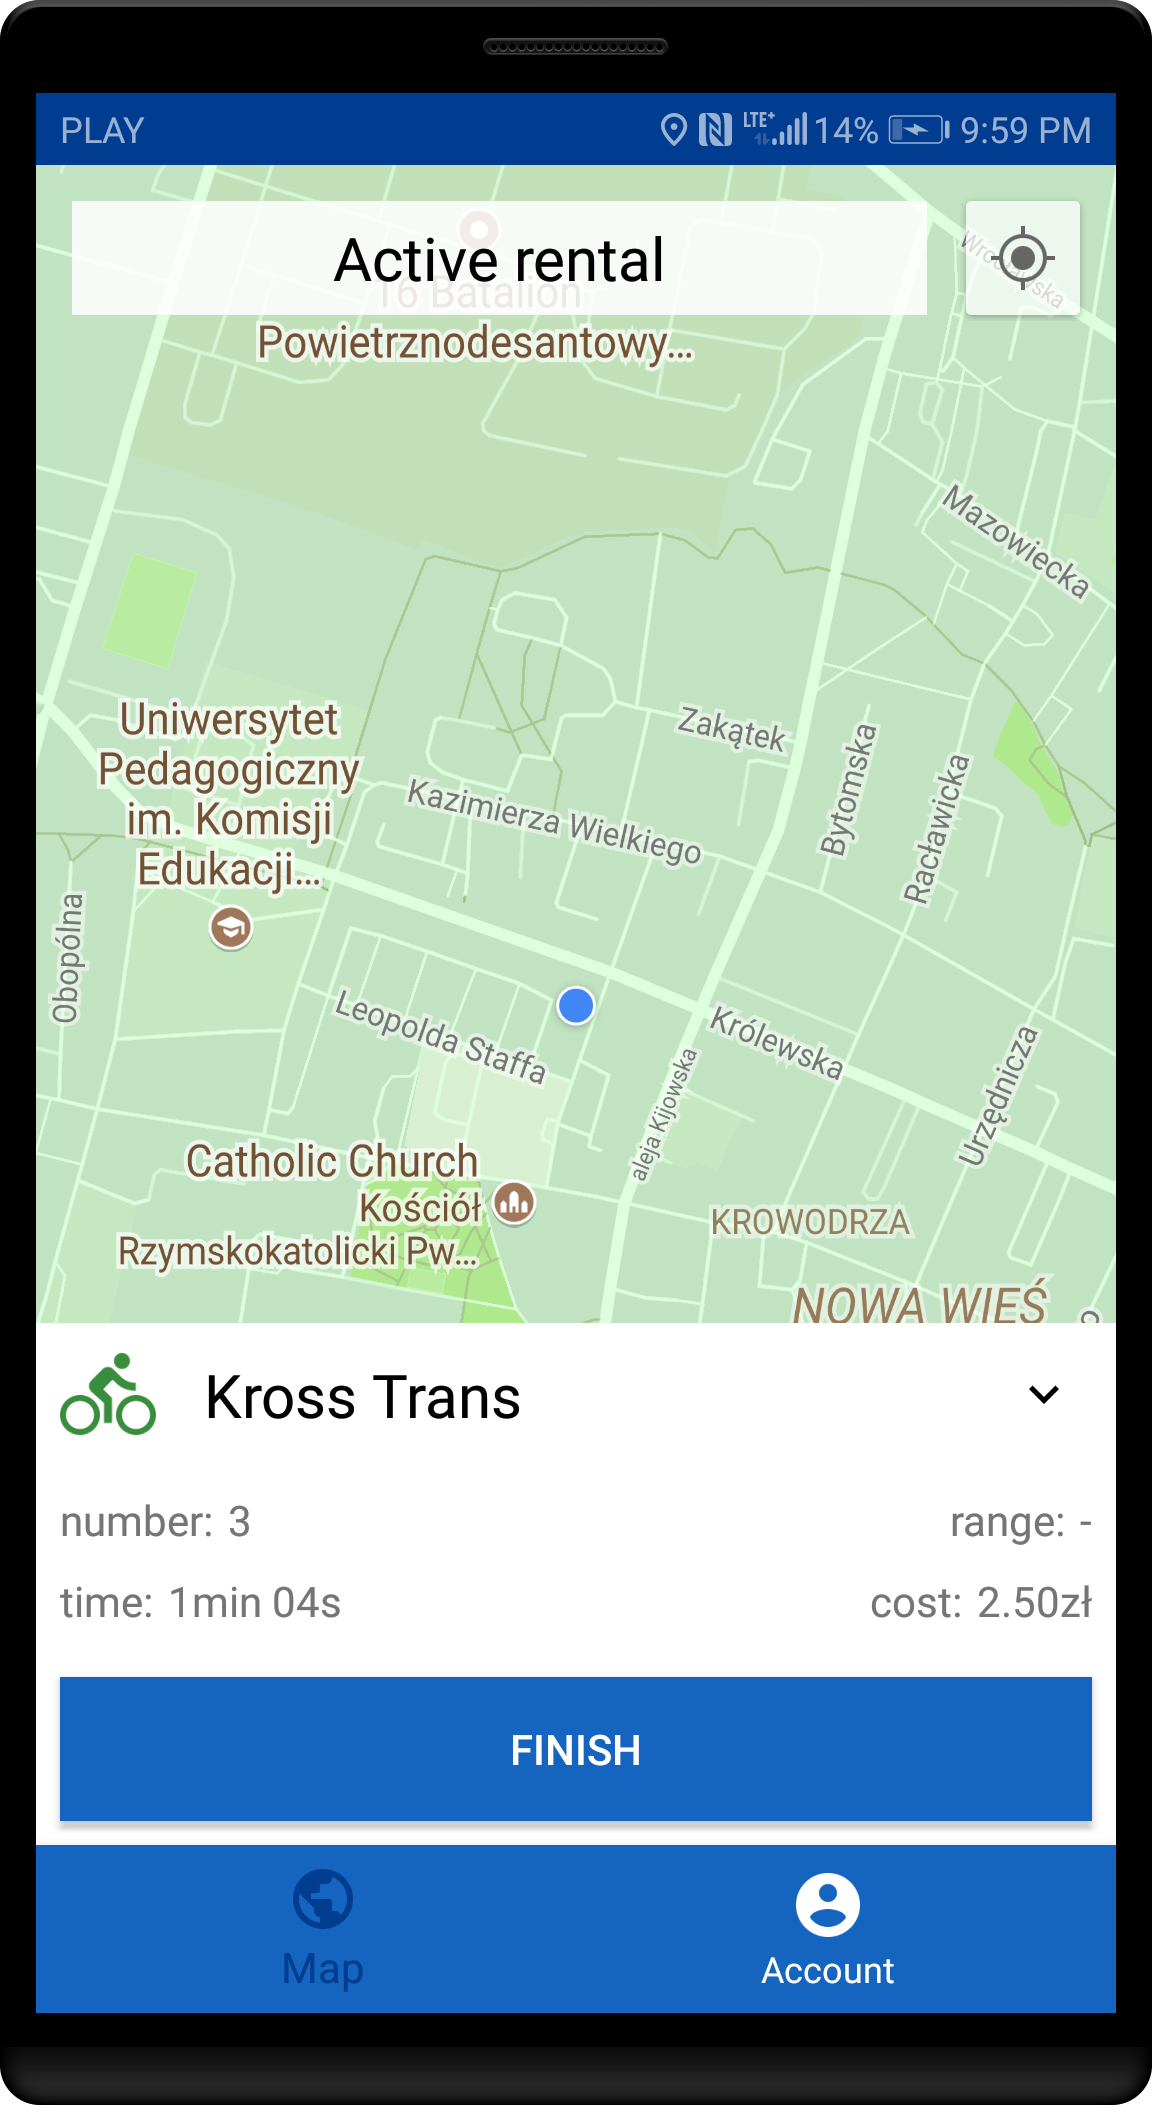 PLAY
LTE+ 14% 9:59 PM
Active rental
Wrocławska
16 Batalion
Powietrznodesantowy...
Mazowiecka
Uniwersytet
Pedagogiczny
im. Komisji
Edukacji...
Zakątek
Kazimierza Wielkiego
Bytomska
Racławicka
Obopólna
Leopolda Staffa
Królewska
aleja Kijowska
Urzędnicza
Catholic Church
Kościół
Rzymskokatolicki Pw...
KROWODRZA
NOWA WIEŚ
Kross Trans
number: 3
range: -
time: 1min 04s
cost: 2.50zł
FINISH
Map
Account